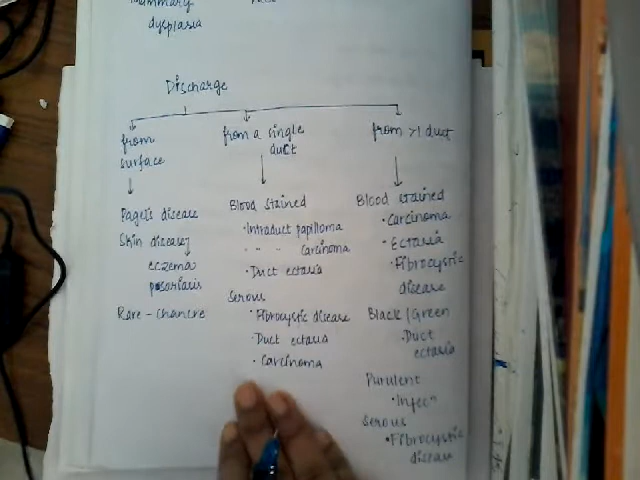 mammary
dysplasia
Discharge
from
surface
Paget's disease
Skin disease
eczema
psoriasis
Rare - chancre
from a single
duct
Blood stained
• Intraduct papilloma
" " carcinoma
• Duct ectasia
Serous
• Fibrocystic disease
• Duct ectasia
• Carcinoma
from >1 duct
Blood stained
• Carcinoma
• Ectasia
• Fibrocystic
disease
Black/Green
• Duct
ectasia
Purulent
• Infecⁿ
Serous
• Fibrocystic
disease